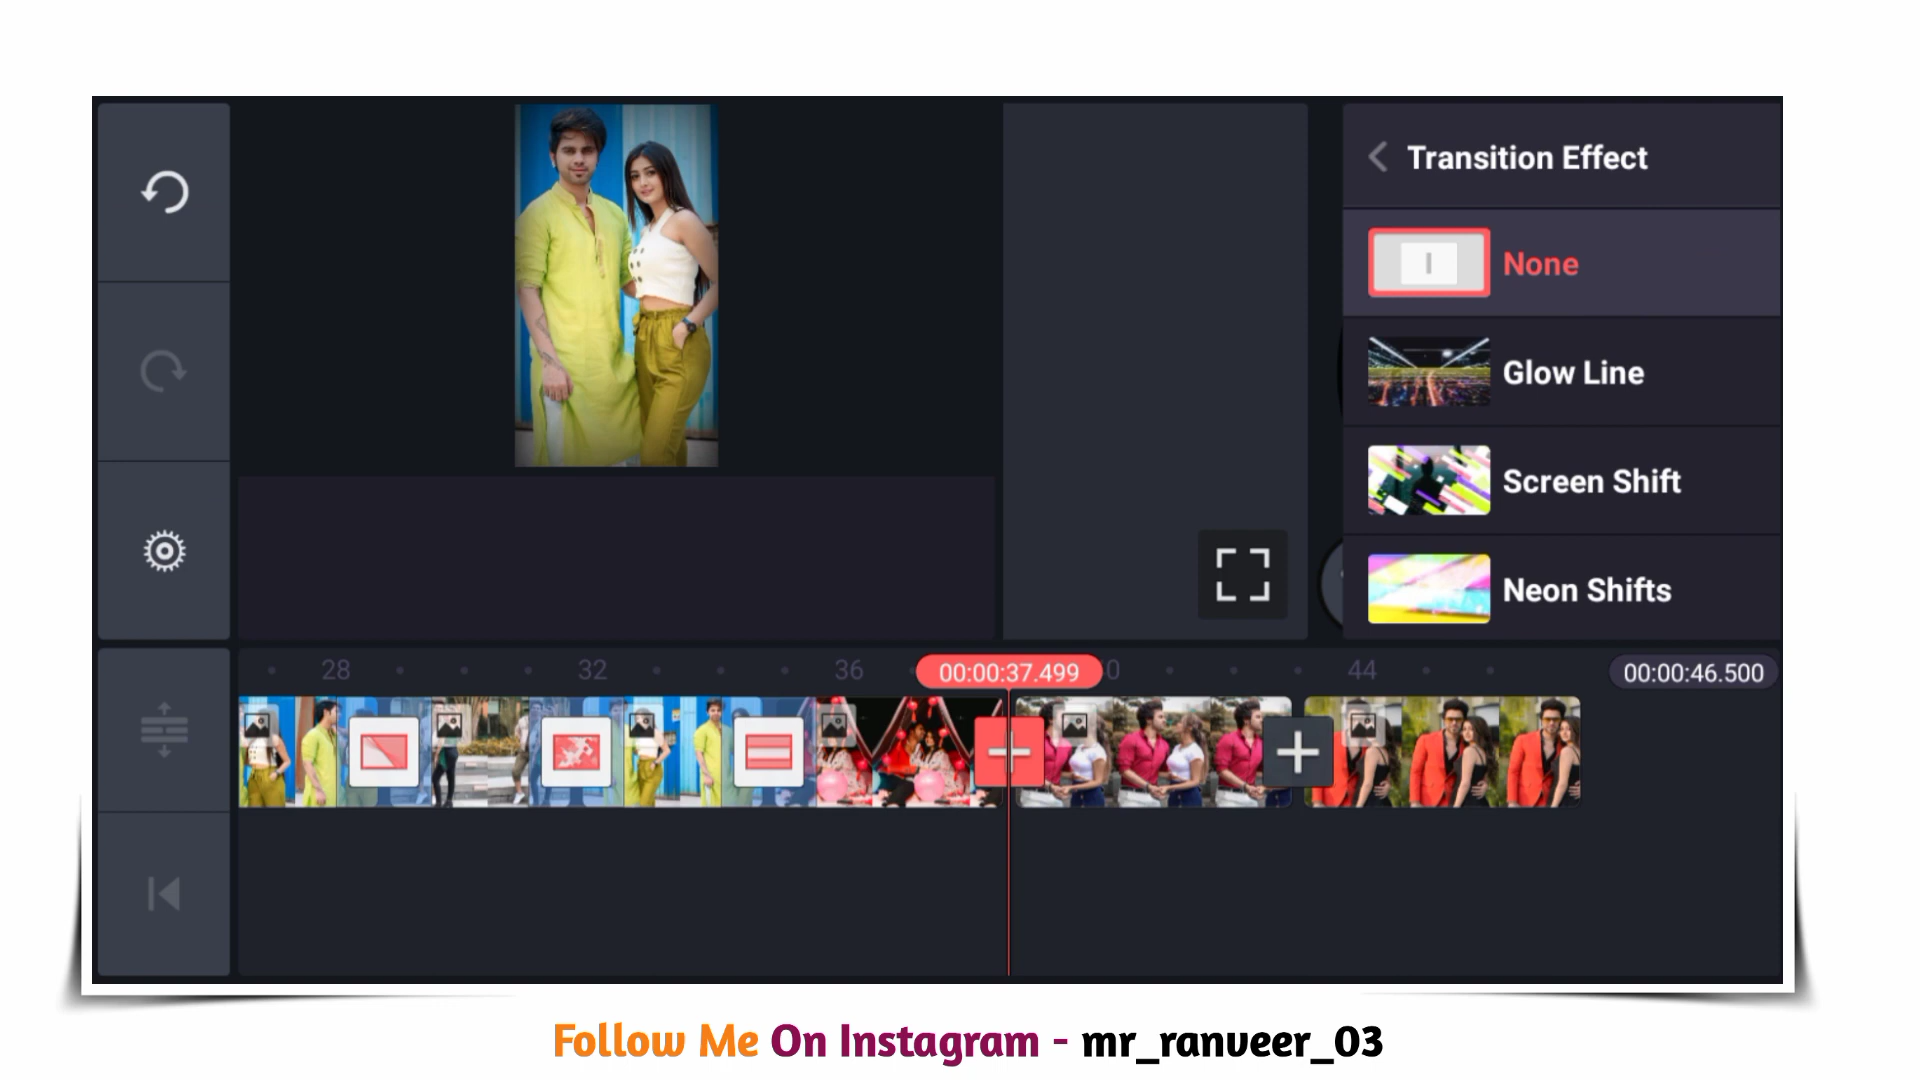 Transition Effect
None
Glow Line
Screen Shift
Neon Shifts
28 32 36 00:00:37.499 0 44 00:00:46.500
Follow Me On Instagram - mr_ranveer_03